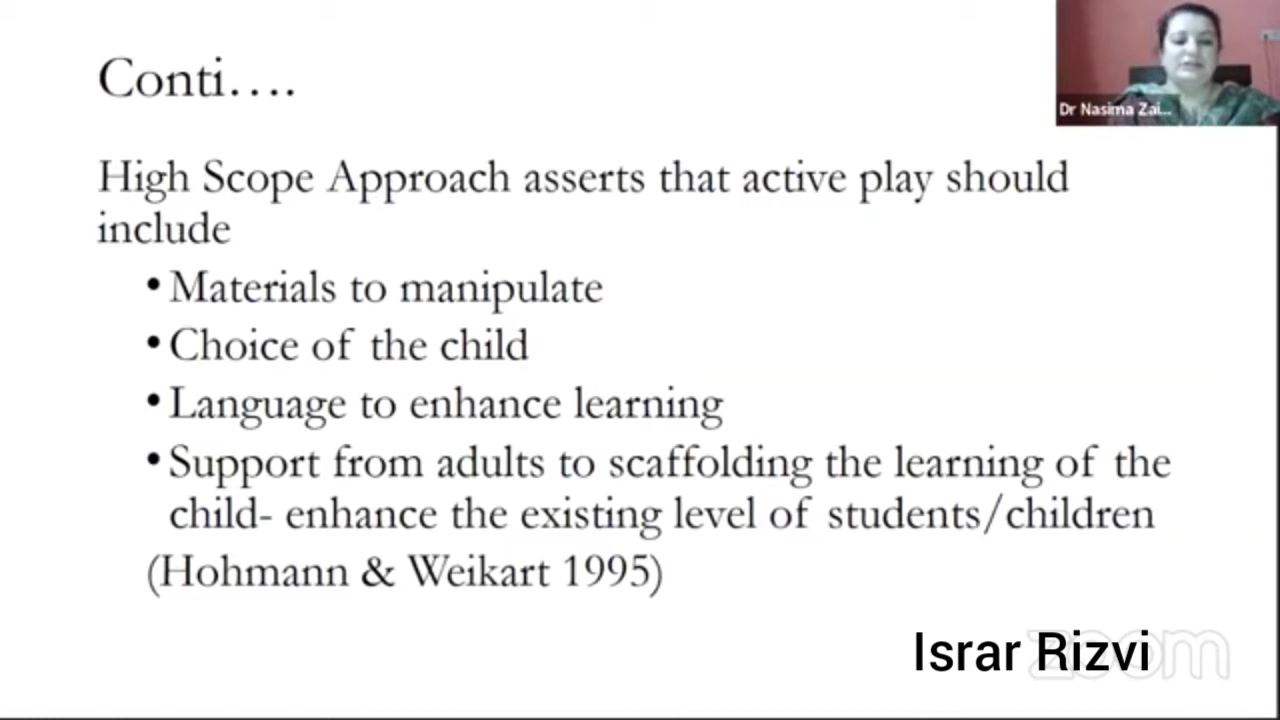 Conti….
Dr Nasima Zai...
High Scope Approach asserts that active play should
include
• Materials to manipulate
• Choice of the child
• Language to enhance learning
• Support from adults to scaffolding the learning of the
child- enhance the existing level of students/children
(Hohmann & Weikart 1995)
Israr Rizvi
zoom